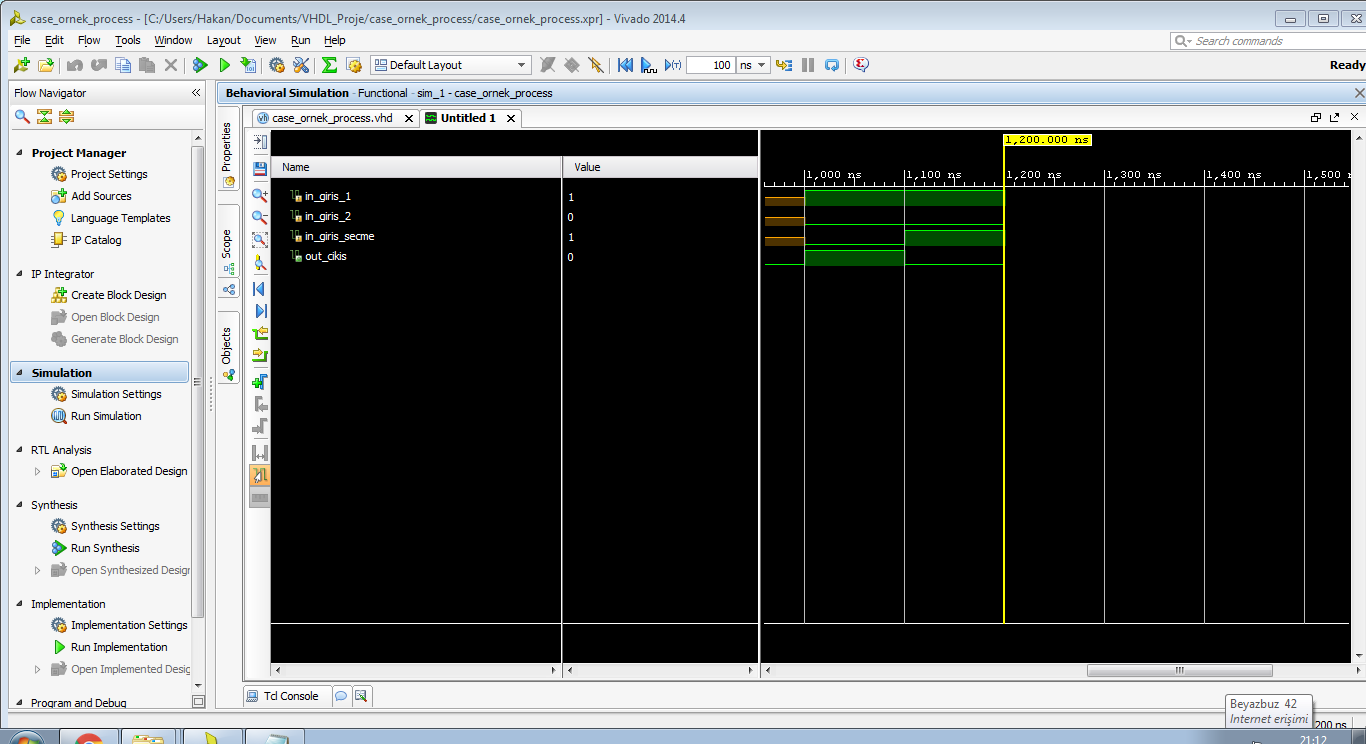 case_ornek_process - [C:/Users/Hakan/Documents/VHDL_Proje/case_ornek_process/case_ornek_process.xpr] - Vivado 2014.4
File Edit Flow Tools Window Layout View Run Help
Search commands
Default Layout
100 ns
Ready
Flow Navigator
Project Manager
Project Settings
Add Sources
Language Templates
IP Catalog
IP Integrator
Create Block Design
Open Block Design
Generate Block Design
Simulation
Simulation Settings
Run Simulation
RTL Analysis
Open Elaborated Design
Synthesis
Synthesis Settings
Run Synthesis
Open Synthesized Design
Implementation
Implementation Settings
Run Implementation
Open Implemented Desig
Program and Debug
Behavioral Simulation - Functional - sim_1 - case_ornek_process
Properties
Scope
Objects
case_ornek_process.vhd
Untitled 1
Name Value
in_giris_1 1
in_giris_2 0
in_giris_secme 1
out_cikis 0
1,200.000 ns
1,000 ns 1,100 ns 1,200 ns 1,300 ns 1,400 ns 1,500
Tcl Console
Beyazbuz 42
Internet erişimi
200 ns
21:12